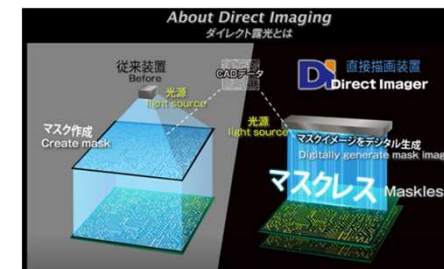 About Direct Imaging
ダイレクト露光とは
従来装置
Before
光源
light source
マスク作成
Create mask
CADデータ
DI
直接描画装置
Direct Imager
光源
light source
マスクイメージをデジタル生成
Digitally generate mask imag
マスクレス Maskles